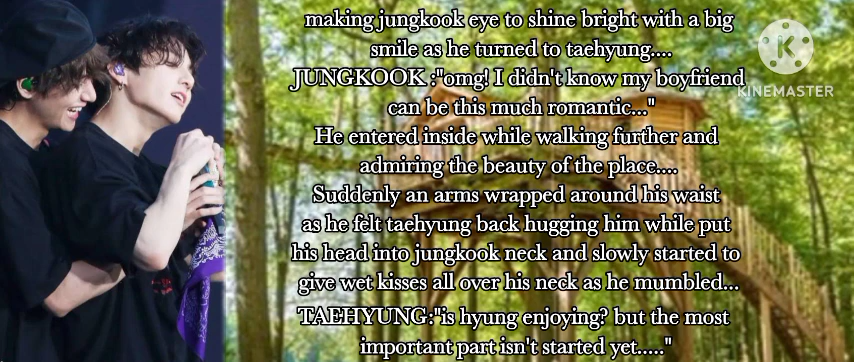 making jungkook eye to shine bright with a big
smile as he turned to taehyung....
JUNGKOOK :"omg! I didn't know my boyfriend
can be this much romantic..."
He entered inside while walking further and
admiring the beauty of the place....
Suddenly an arms wrapped around his waist
as he felt taehyung back hugging him while put
his head into jungkook neck and slowly started to
give wet kisses all over his neck as he mumbled...
TAEHYUNG:"is hyung enjoying? but the most
important part isn't started yet....."
K
KINEMASTER